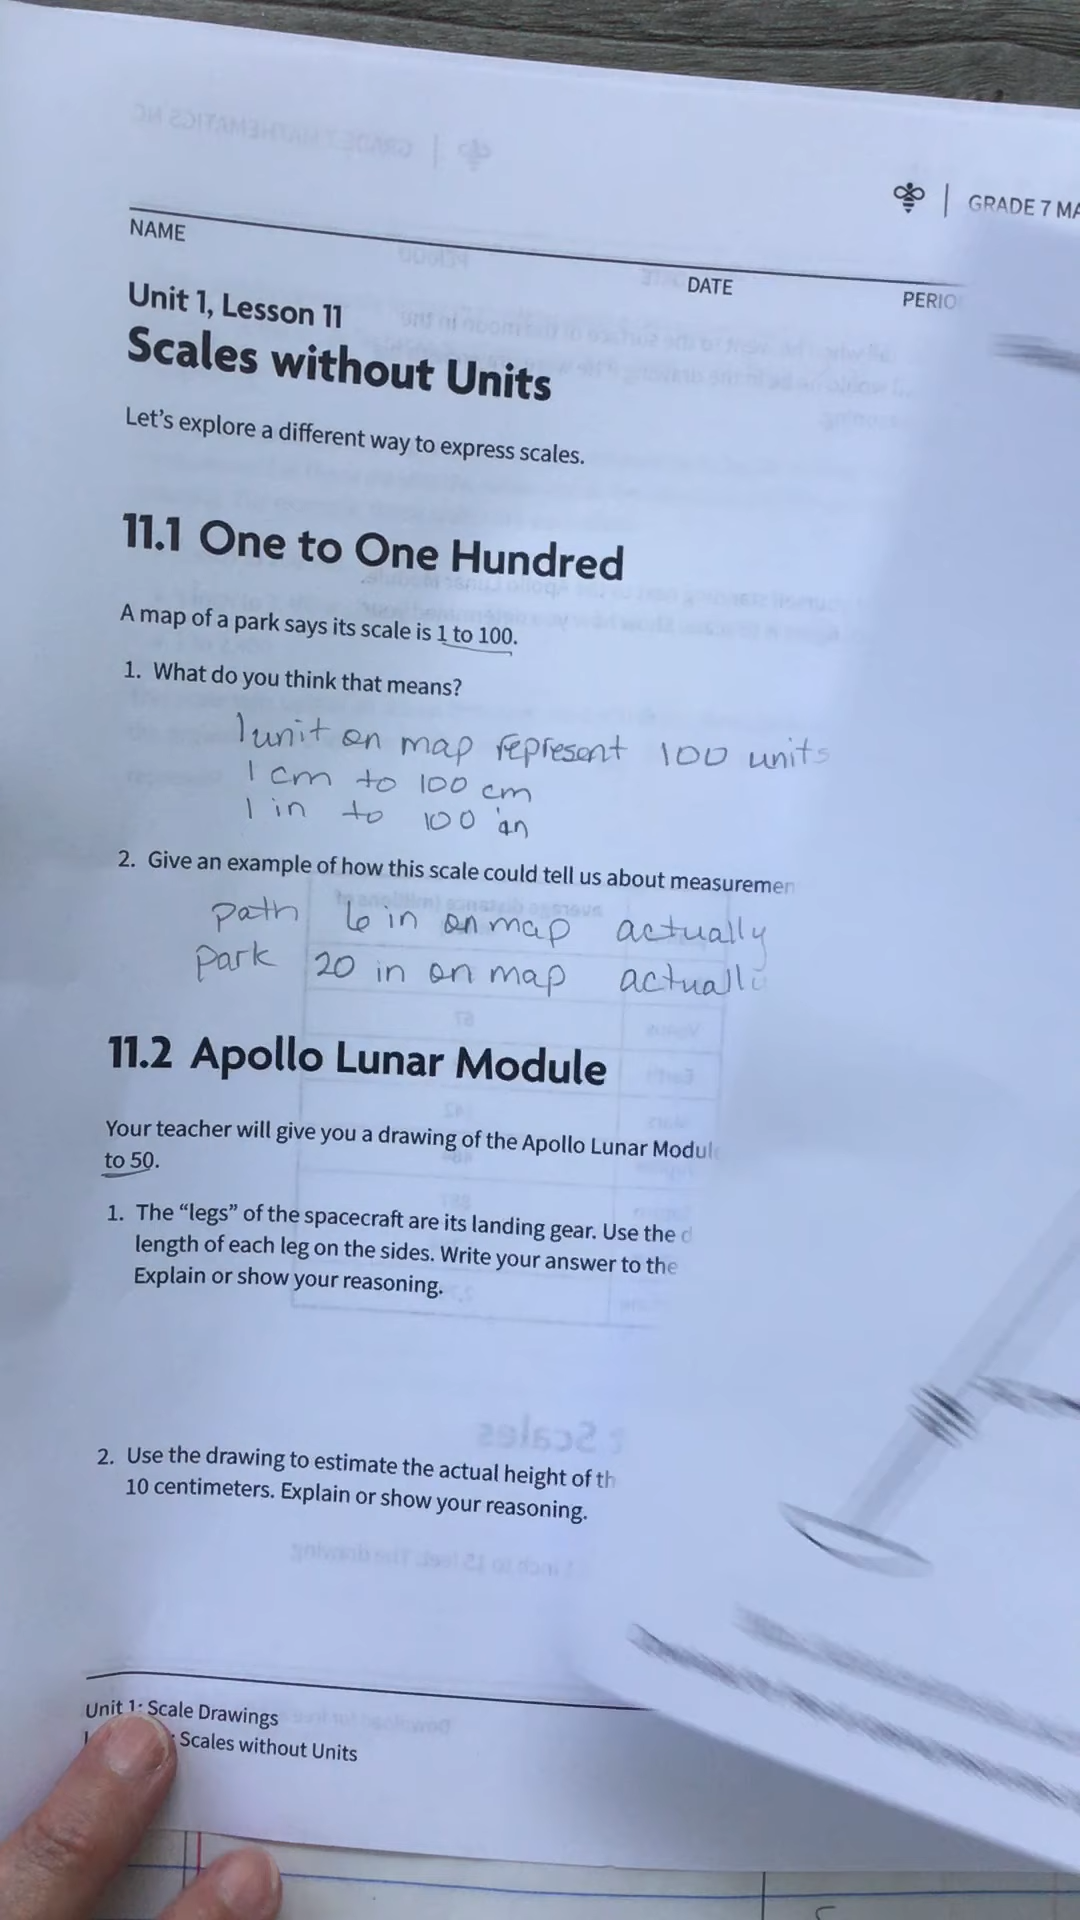 GRADE 7 MA
NAME
DATE
PERIO
Unit 1, Lesson 11
Scales without Units
Let's explore a different way to express scales.
11.1 One to One Hundred
A map of a park says its scale is 1 to 100.
1. What do you think that means?
1 unit on map represent 100 units
1 cm to 100 cm
1 in to 100 in
2. Give an example of how this scale could tell us about measuremen
path 6 in on map actually
park 20 in on map actuall
11.2 Apollo Lunar Module
Your teacher will give you a drawing of the Apollo Lunar Modul
to 50.
1. The "legs" of the spacecraft are its landing gear. Use the d
length of each leg on the sides. Write your answer to the
Explain or show your reasoning.
2. Use the drawing to estimate the actual height of th
10 centimeters. Explain or show your reasoning.
Unit 1: Scale Drawings
Scales without Units